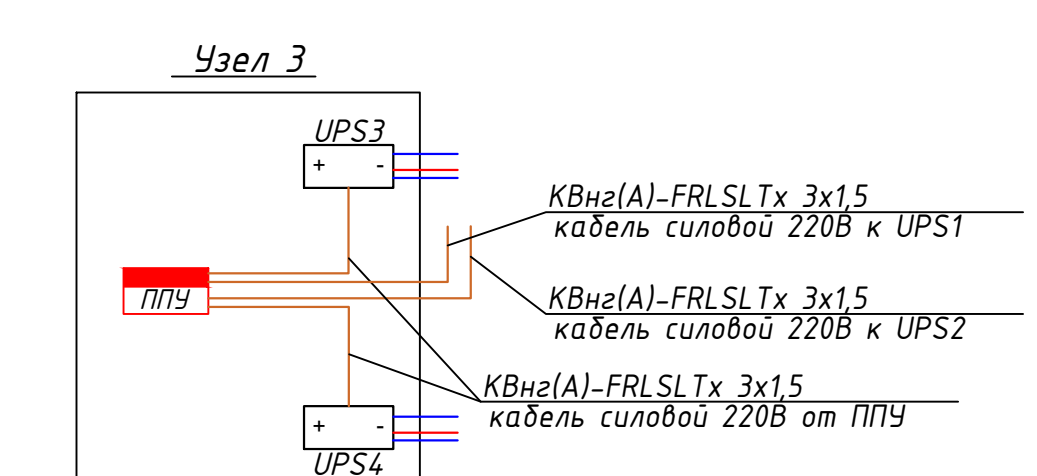 Узел 3
UPS3
+ -
КВнг(А)-FRLSLTx 3x1,5
кабель силовой 220В к UPS1
ППУ
КВнг(А)-FRLSLTx 3x1,5
кабель силовой 220В к UPS2
КВнг(А)-FRLSLTx 3x1,5
кабель силовой 220В от ППУ
+ -
UPS4